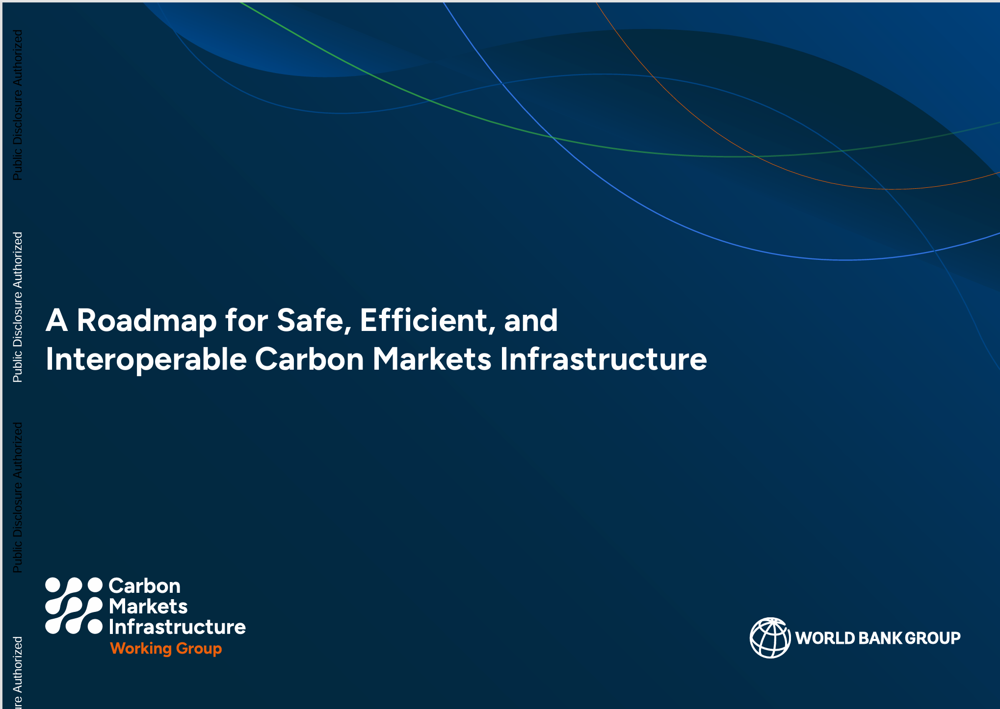 Public Disclosure Authorized
Public Disclosure Authorized
Public Disclosure Authorized
ure Authorized
A Roadmap for Safe, Efficient, and
Interoperable Carbon Markets Infrastructure
Carbon
Markets
Infrastructure
Working Group
WORLD BANK GROUP